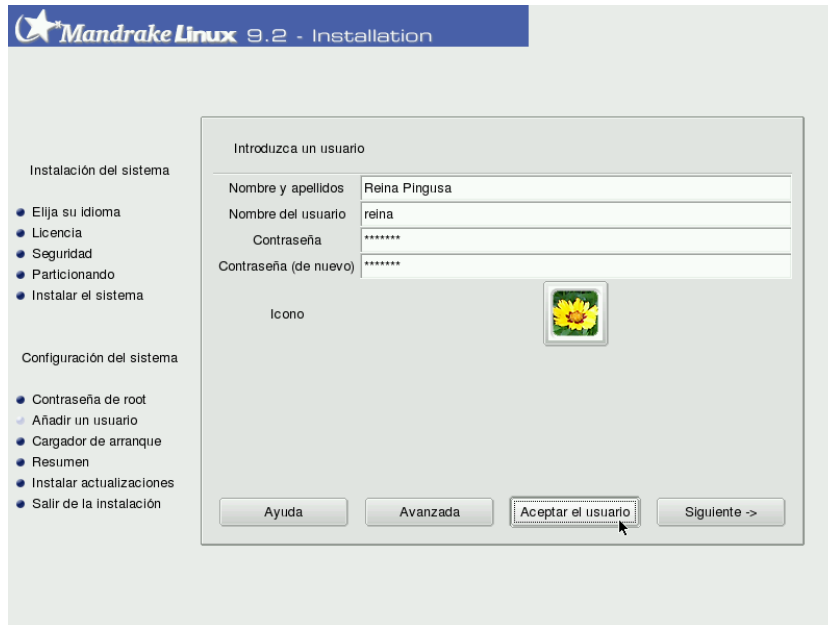 MandrakeLinux 9.2 - Installation
Instalación del sistema
Elija su idioma
Licencia
Seguridad
Particionando
Instalar el sistema
Configuración del sistema
Contraseña de root
Añadir un usuario
Cargador de arranque
Resumen
Instalar actualizaciones
Salir de la instalación
Introduzca un usuario
Nombre y apellidos Reina Pingusa
Nombre del usuario reina
Contraseña *******
Contraseña (de nuevo) *******
Icono
Ayuda Avanzada Aceptar el usuario Siguiente ->